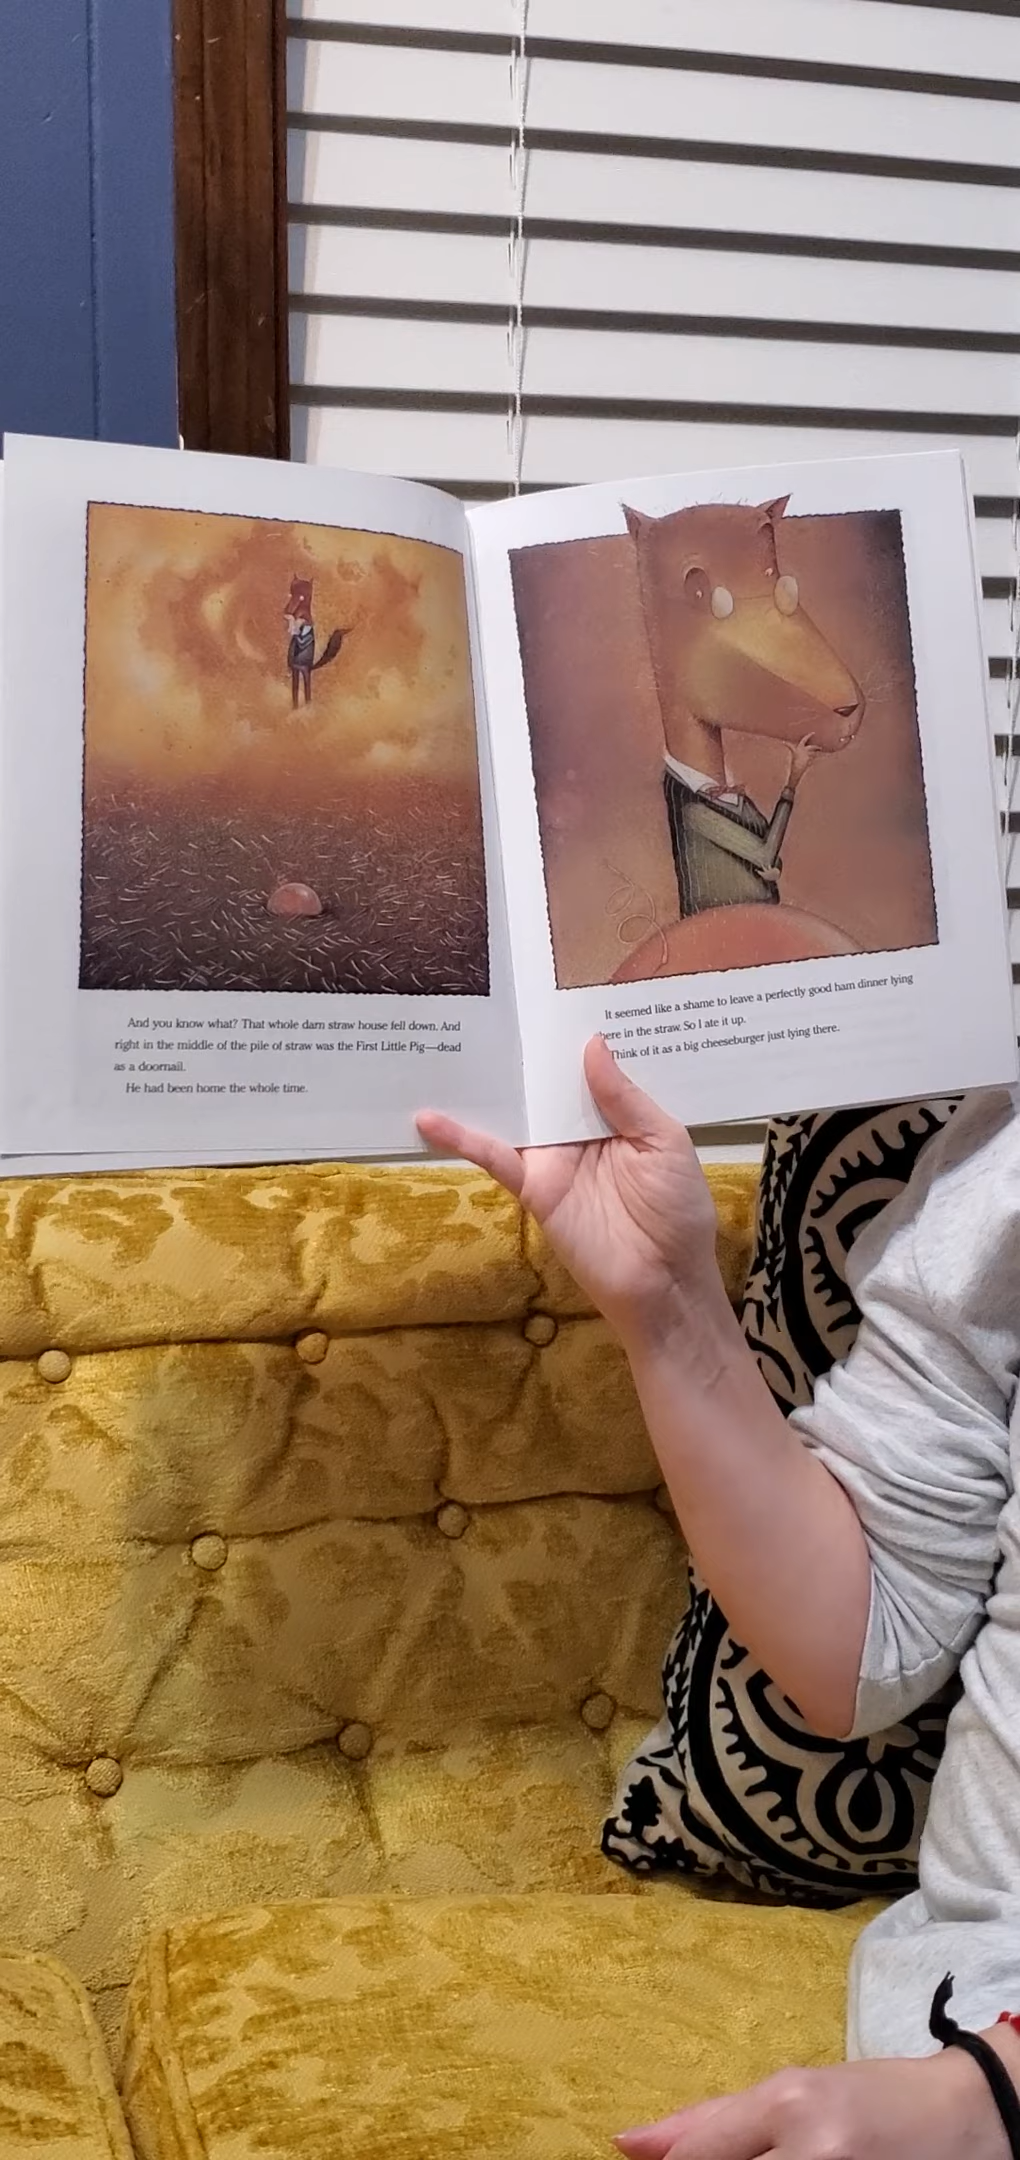 And you know what? That whole darn straw house fell down. And
right in the middle of the pile of straw was the First Little Pig—dead
as a doornail.
He had been home the whole time.
It seemed like a shame to leave a perfectly good ham dinner lying
here in the straw. So I ate it up.
Think of it as a big cheeseburger just lying there.